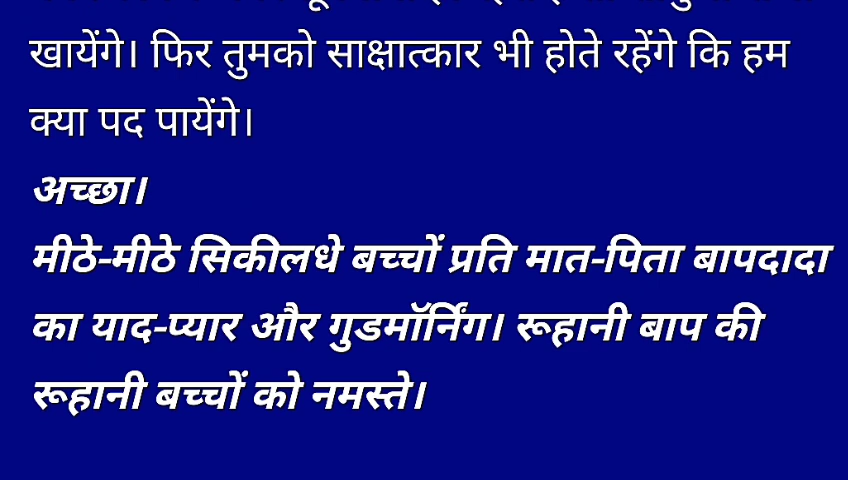 खायेंगे। फिर तुमको साक्षात्कार भी होते रहेंगे कि हम
क्या पद पायेंगे।
अच्छा।
मीठे-मीठे सिकीलधे बच्चों प्रति मात-पिता बापदादा
का याद-प्यार और गुडमॉर्निंग। रूहानी बाप की
रूहानी बच्चों को नमस्ते।